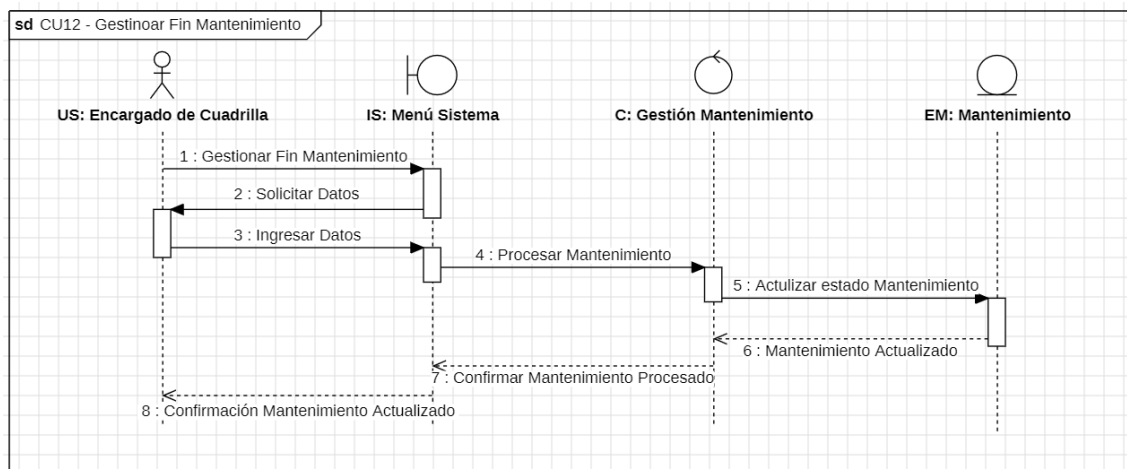 sd CU12 - Gestinoar Fin Mantenimiento
US: Encargado de Cuadrilla
IS: Menú Sistema
C: Gestión Mantenimiento
EM: Mantenimiento
1 : Gestionar Fin Mantenimiento
2 : Solicitar Datos
3 : Ingresar Datos
4 : Procesar Mantenimiento
5 : Actulizar estado Mantenimiento
6 : Mantenimiento Actualizado
7 : Confirmar Mantenimiento Procesado
8 : Confirmación Mantenimiento Actualizado